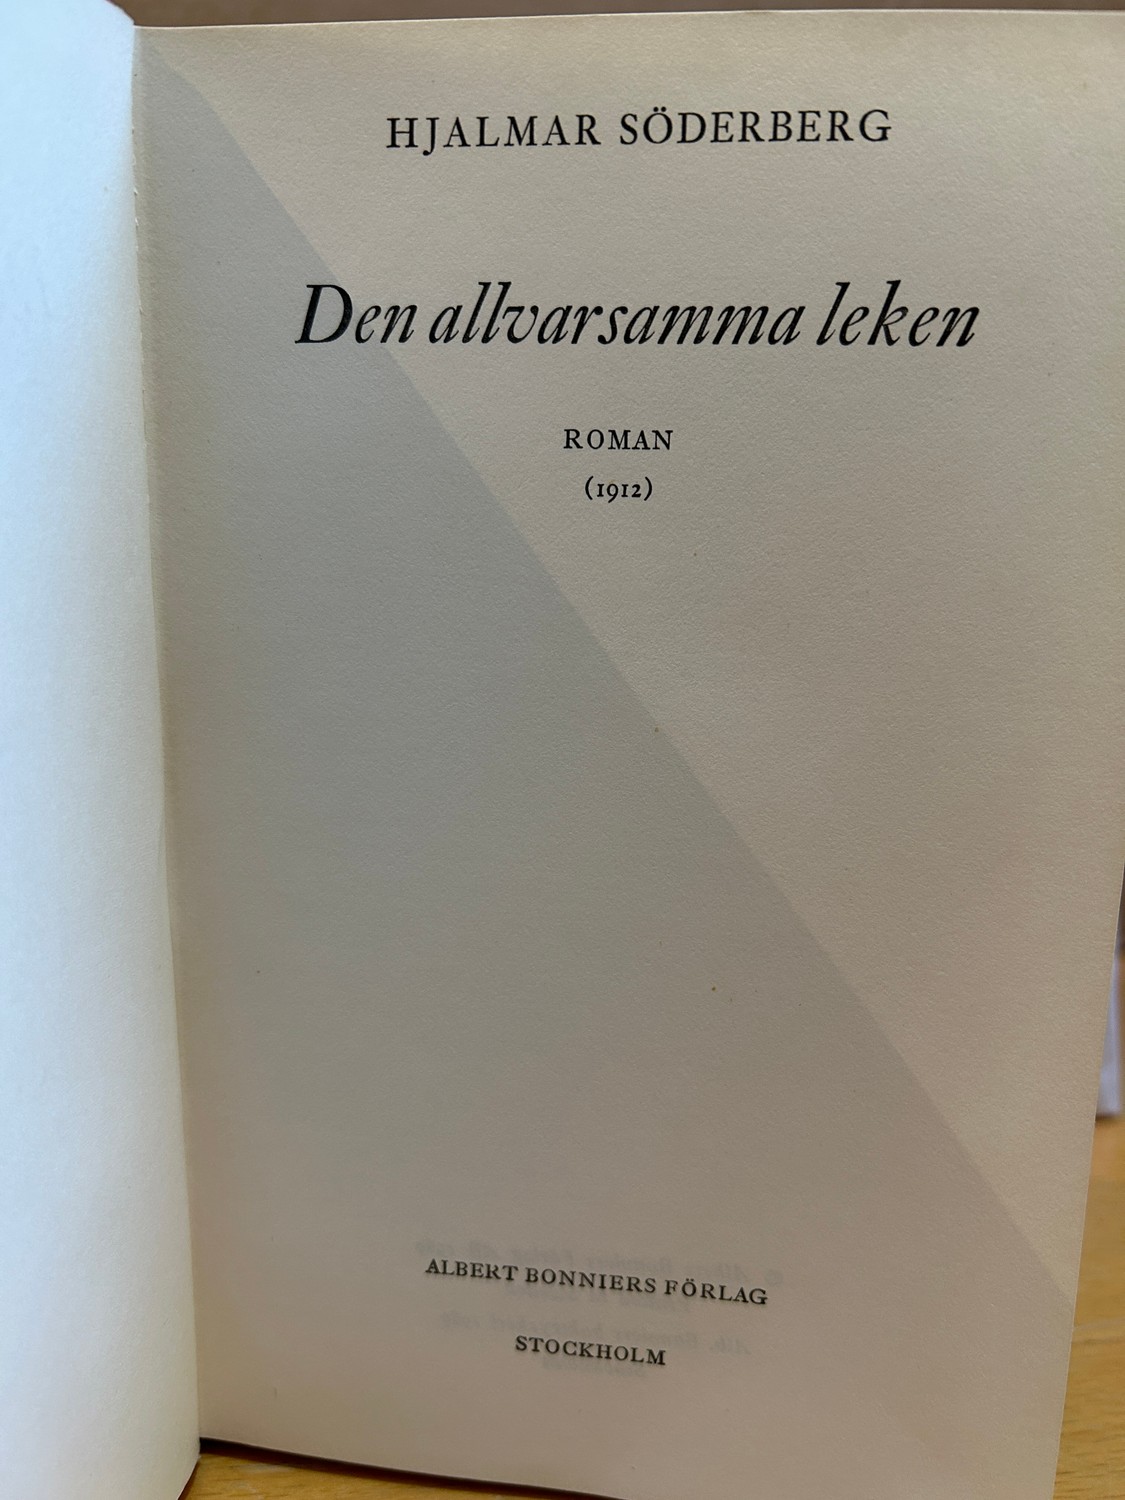 HJALMAR SÖDERBERG
Den allvarsamma leken
ROMAN
(1912)
ALBERT BONNIERS FÖRLAG
STOCKHOLM